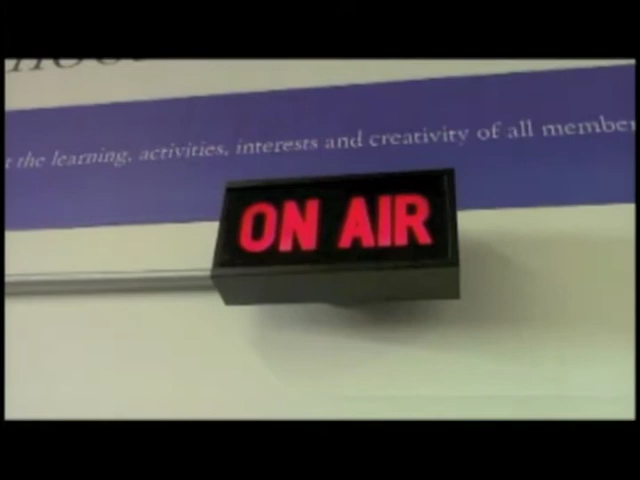 the learning, activities, interests and creativity of all member
ON AIR